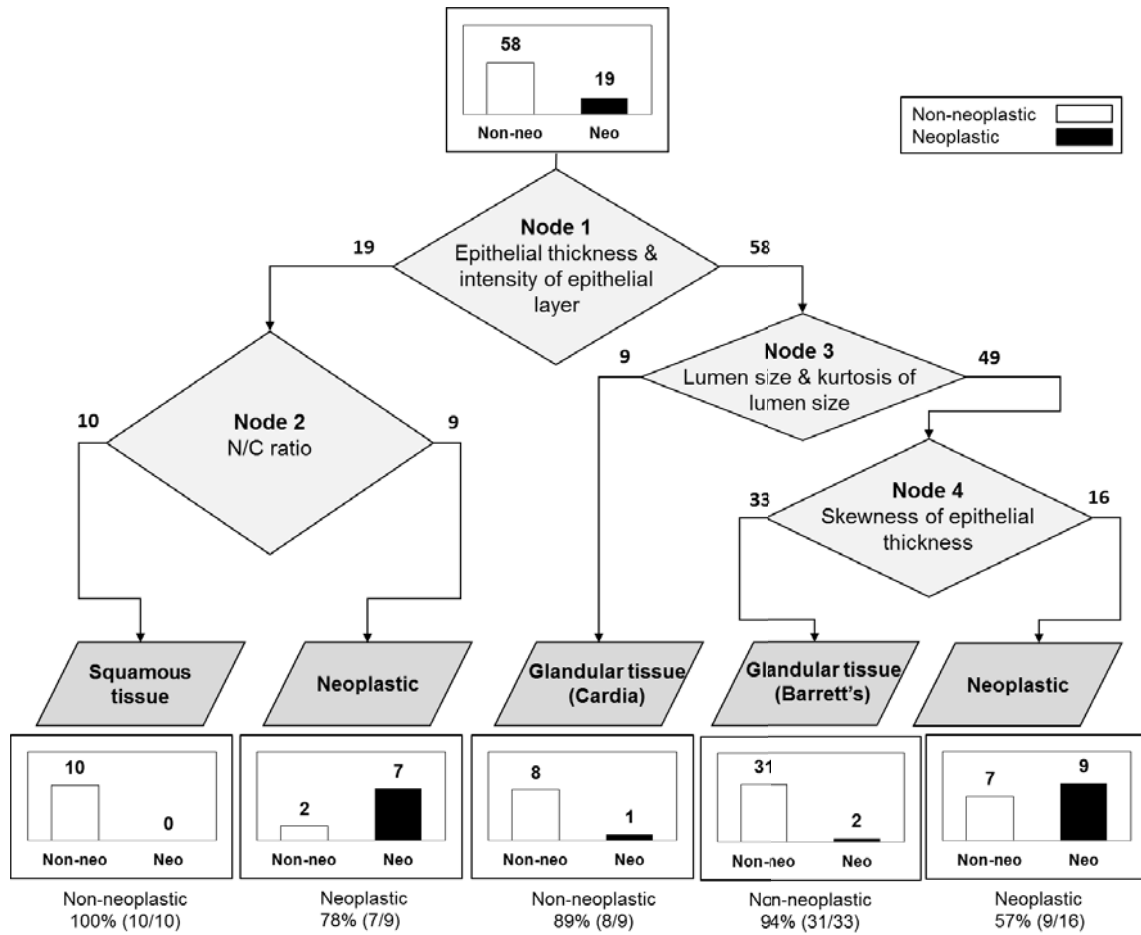 58
19
Non-neo Neo
Non-neoplastic
Neoplastic
Node 1
Epithelial thickness &
intensity of epithelial
layer
19
58
Node 3
Lumen size & kurtosis of
lumen size
9
49
Node 2
N/C ratio
10
9
Node 4
Skewness of epithelial
thickness
33
16
Squamous
tissue
Neoplastic
Glandular tissue
(Cardia)
Glandular tissue
(Barrett's)
Neoplastic
10
0
Non-neo Neo
2
7
Non-neo Neo
8
1
Non-neo Neo
31
2
Non-neo Neo
7
9
Non-neo Neo
Non-neoplastic
100% (10/10)
Neoplastic
78% (7/9)
Non-neoplastic
89% (8/9)
Non-neoplastic
94% (31/33)
Neoplastic
57% (9/16)